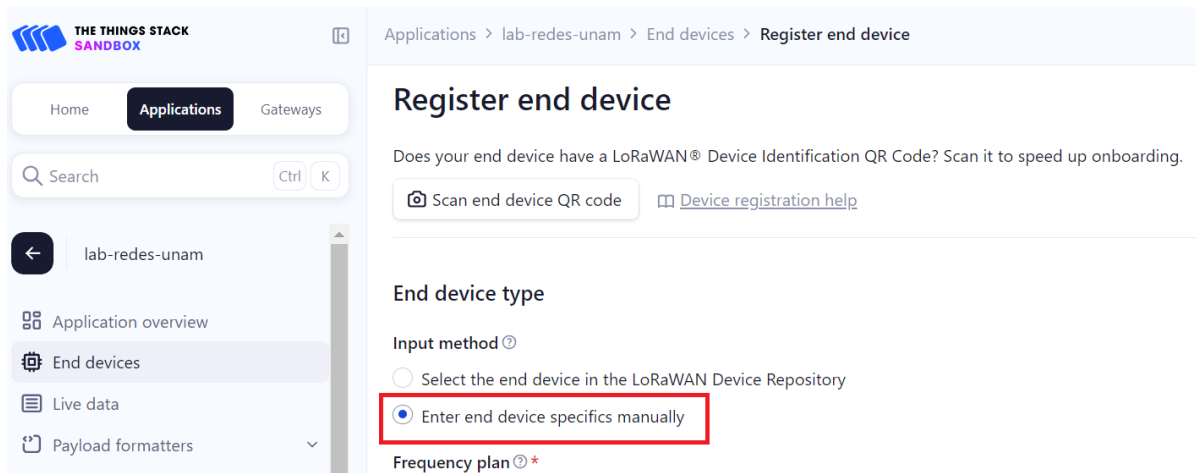 THE THINGS STACK
SANDBOX
Home Applications Gateways
Search Ctrl K
lab-redes-unam
Application overview
End devices
Live data
Payload formatters
Applications > lab-redes-unam > End devices > Register end device
Register end device
Does your end device have a LoRaWAN® Device Identification QR Code? Scan it to speed up onboarding.
Scan end device QR code Device registration help
End device type
Input method ?
Select the end device in the LoRaWAN Device Repository
Enter end device specifics manually
Frequency plan ? *